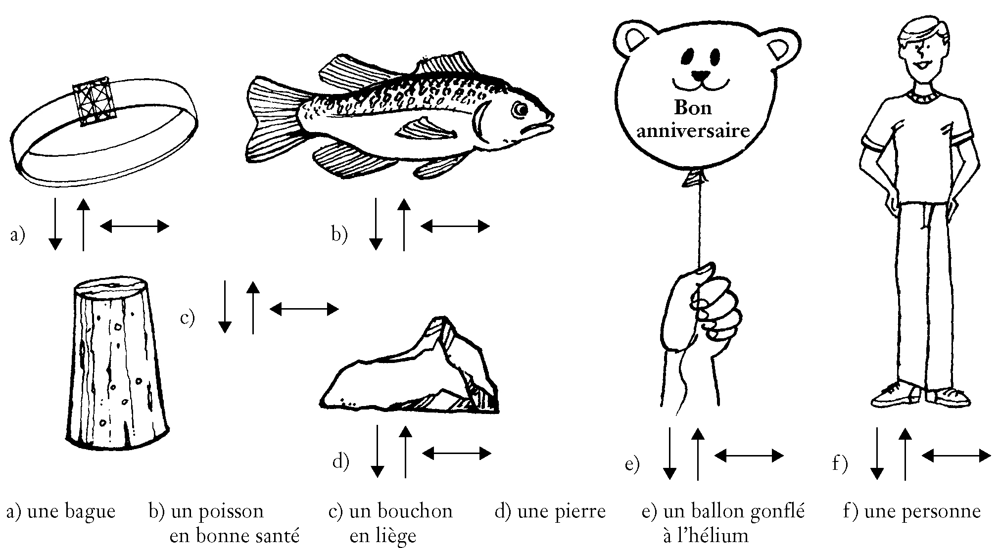 Bon
anniversaire
a)
b)
c)
d)
e)
f)
a) une bague b) un poisson c) un bouchon d) une pierre e) un ballon gonflé f) une personne
en bonne santé en liège à l'hélium